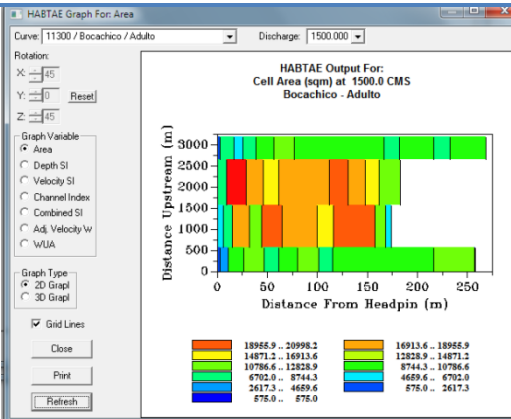 HABTAE Graph For: Area
Curve: 11300 / Bocachico / Adulto
Discharge: 1500.000
Rotation:
X: 45
Y: 0 Reset
Z: 45
Graph Variable
Area
Depth SI
Velocity SI
Channel Index
Combined SI
Adj. Velocity W
WUA
Graph Type
2D Grapl
3D Grapl
Grid Lines
Close
Print
Refresh
HABTAE Output For:
Cell Area (sqm) at 1500.0 CMS
Bocachico - Adulto
Distance Upstream (m)
3000
2500
2000
1500
1000
500
0
0 50 100 150 200 250
Distance From Headpin (m)
18955.9 .. 20998.2 16913.6 .. 18955.9
14871.2 .. 16913.6 12828.9 .. 14871.2
10786.6 .. 12828.9 8744.3 .. 10786.6
6702.0 .. 8744.3 4659.6 .. 6702.0
2617.3 .. 4659.6 575.0 .. 2617.3
575.0 .. 575.0